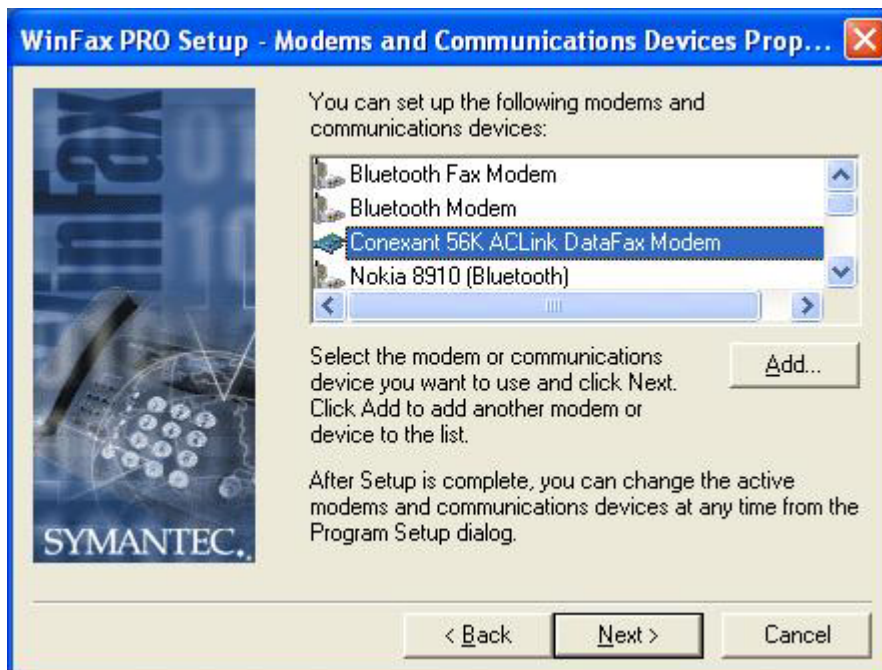 WinFax PRO Setup - Modems and Communications Devices Prop...
WinFax
You can set up the following modems and
communications devices:
Bluetooth Fax Modem
Bluetooth Modem
Conexant 56K ACLink DataFax Modem
Nokia 8910 (Bluetooth)
Select the modem or communications
device you want to use and click Next.
Click Add to add another modem or
device to the list.
Add...
After Setup is complete, you can change the active
modems and communications devices at any time from the
Program Setup dialog.
SYMANTEC.
< Back
Next >
Cancel